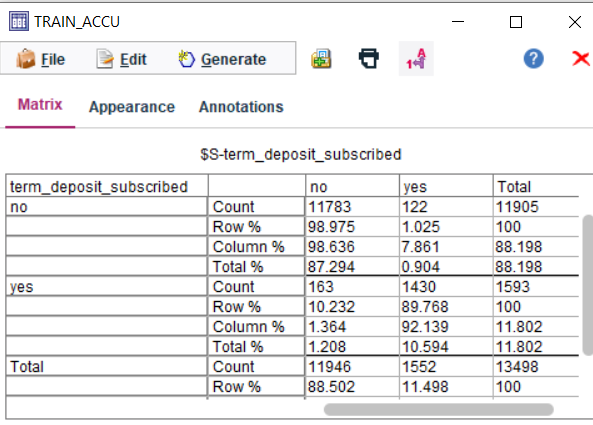 TRAIN_ACCU
File Edit Generate
Matrix Appearance Annotations
$S-term_deposit_subscribed
term_deposit_subscribed no yes Total
no Count 11783 122 11905
Row % 98.975 1.025 100
Column % 98.636 7.861 88.198
Total % 87.294 0.904 88.198
yes Count 163 1430 1593
Row % 10.232 89.768 100
Column % 1.364 92.139 11.802
Total % 1.208 10.594 11.802
Total Count 11946 1552 13498
Row % 88.502 11.498 100